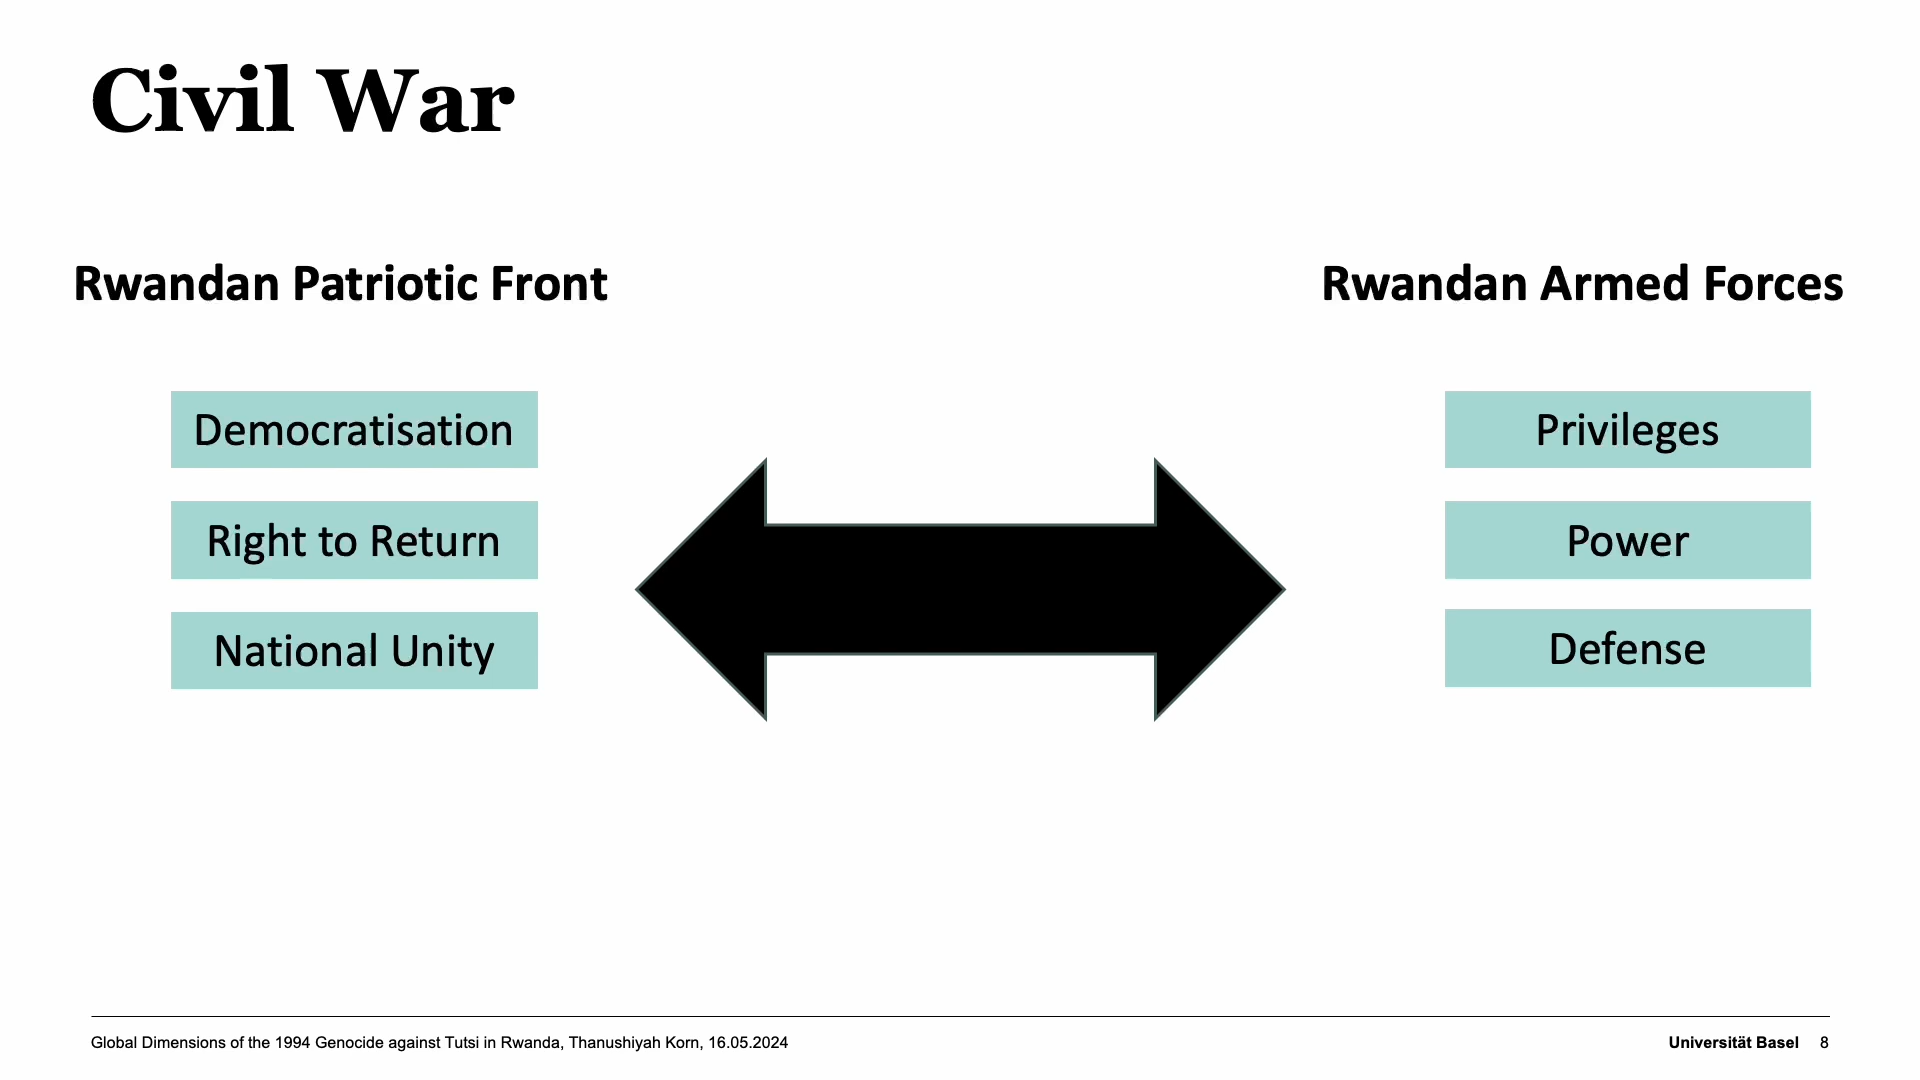 Civil War
Rwandan Patriotic Front
Democratisation
Right to Return
National Unity
Rwandan Armed Forces
Privileges
Power
Defense
Global Dimensions of the 1994 Genocide against Tutsi in Rwanda, Thanushiyah Korn, 16.05.2024
Universität Basel 8